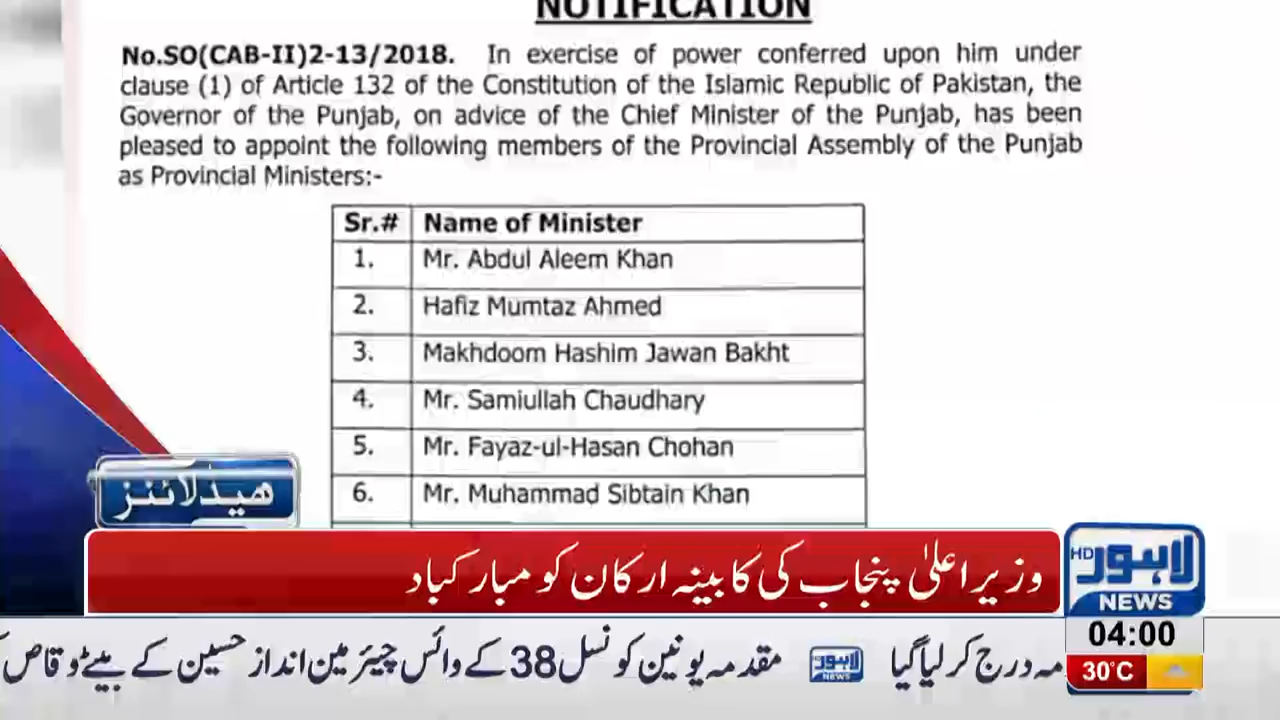 NOTIFICATION
No.SO(CAB-II)2-13/2018. In exercise of power conferred upon him under
clause (1) of Article 132 of the Constitution of the Islamic Republic of Pakistan, the
Governor of the Punjab, on advice of the Chief Minister of the Punjab, has been
pleased to appoint the following members of the Provincial Assembly of the Punjab
as Provincial Ministers:-
Sr.# Name of Minister
1. Mr. Abdul Aleem Khan
2. Hafiz Mumtaz Ahmed
3. Makhdoom Hashim Jawan Bakht
4. Mr. Samiullah Chaudhary
5. Mr. Fayaz-ul-Hasan Chohan
6. Mr. Muhammad Sibtain Khan
ہیڈلائنز
وزیراعلیٰ پنجاب کی کابینہ ارکان کو مبارکباد
HD لاہور
NEWS
04:00
30°C
مہ درج کر لیا گیا لاہور NEWS مقدمہ یونین کونسل 38 کے وائس چیئرمین انداز حسین کے بیٹے وقاص